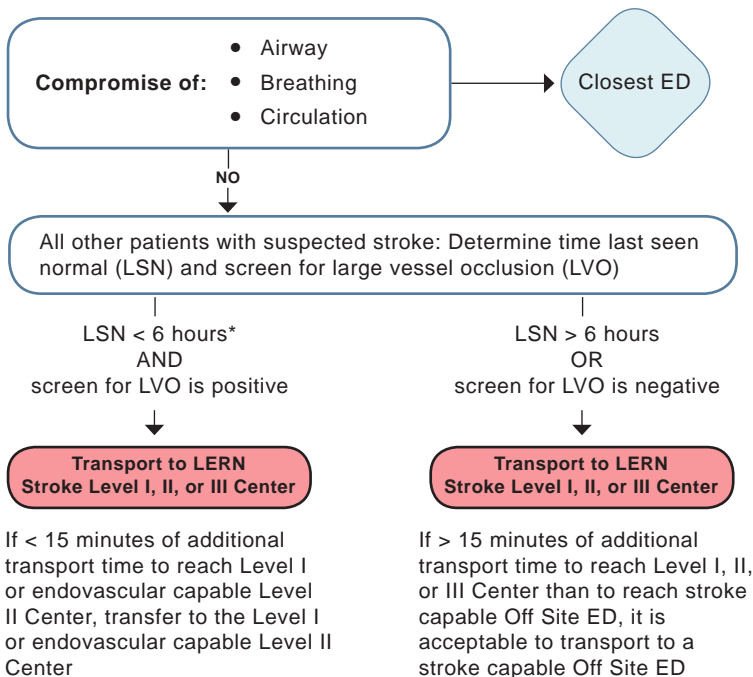 Compromise of:
• Airway
• Breathing
• Circulation
Closest ED
NO
All other patients with suspected stroke: Determine time last seen
normal (LSN) and screen for large vessel occlusion (LVO)
LSN < 6 hours*
AND
screen for LVO is positive
Transport to LERN
Stroke Level I, II, or III Center
If < 15 minutes of additional
transport time to reach Level I
or endovascular capable Level
II Center, transfer to the Level I
or endovascular capable Level II
Center
LSN > 6 hours
OR
screen for LVO is negative
Transport to LERN
Stroke Level I, II, or III Center
If > 15 minutes of additional
transport time to reach Level I, II,
or III Center than to reach stroke
capable Off Site ED, it is
acceptable to transport to a
stroke capable Off Site ED